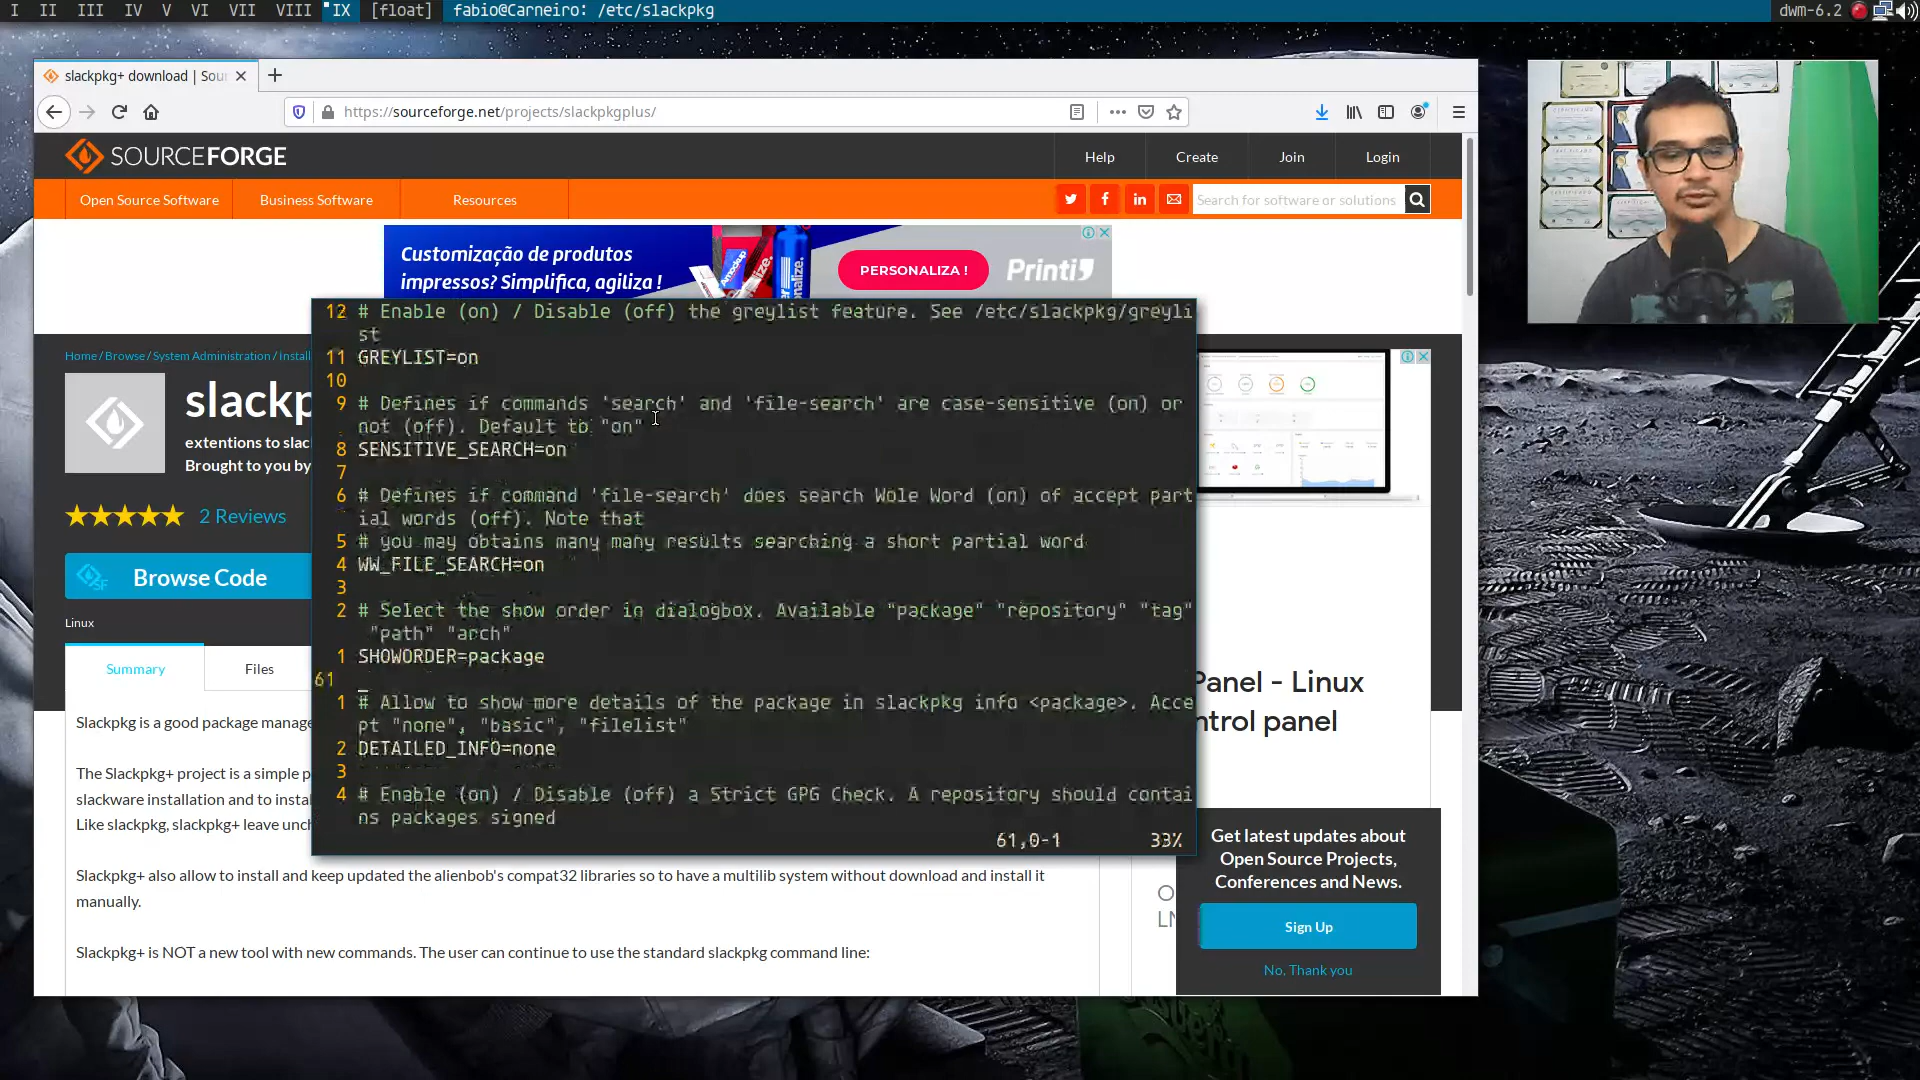 I II III IV V VI VII VIII IX [float] fabio@Carneiro: /etc/slackpkg dwm-6.2
slackpkg+ download | Sou
https://sourceforge.net/projects/slackpkgplus/
SOURCEFORGE
Help Create Join Login
Open Source Software Business Software Resources
Search for software or solutions
Customização de produtos
impressos? Simplifica, agiliza !
PERSONALIZA !
Printi
Home / Browse / System Administration / Install
slackp
extentions to slac
Brought to you by
2 Reviews
Browse Code
Linux
Summary Files
Slackpkg is a good package manage
The Slackpkg+ project is a simple p
slackware installation and to instal
Like slackpkg, slackpkg+ leave unch
Slackpkg+ also allow to install and keep updated the alienbob's compat32 libraries so to have a multilib system without download and install it
manually.
Slackpkg+ is NOT a new tool with new commands. The user can continue to use the standard slackpkg command line:
12 # Enable (on) / Disable (off) the greylist feature. See /etc/slackpkg/greyli
st
11 GREYLIST=on
10
9 # Defines if commands 'search' and 'file-search' are case-sensitive (on) or
not (off). Default to "on"
8 SENSITIVE_SEARCH=on
7
6 # Defines if command 'file-search' does search Wole Word (on) of accept part
ial words (off). Note that
5 # you may obtains many many results searching a short partial word
4 WW_FILE_SEARCH=on
3
2 # Select the show order in dialogbox. Available "package" "repository" "tag"
"path" "arch"
1 SHOWORDER=package
61
1 # Allow to show more details of the package in slackpkg info <package>. Acce
pt "none", "basic", "filelist"
2 DETAILED_INFO=none
3
4 # Enable (on) / Disable (off) a Strict GPG Check. A repository should contai
ns packages signed
61,0-1 33%
Panel - Linux
ntrol panel
Get latest updates about
Open Source Projects,
Conferences and News.
Sign Up
No, Thank you